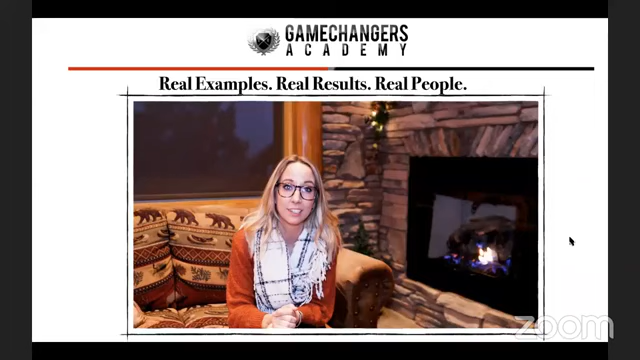 GAMECHANGERS
ACADEMY
Real Examples. Real Results. Real People.
zoom